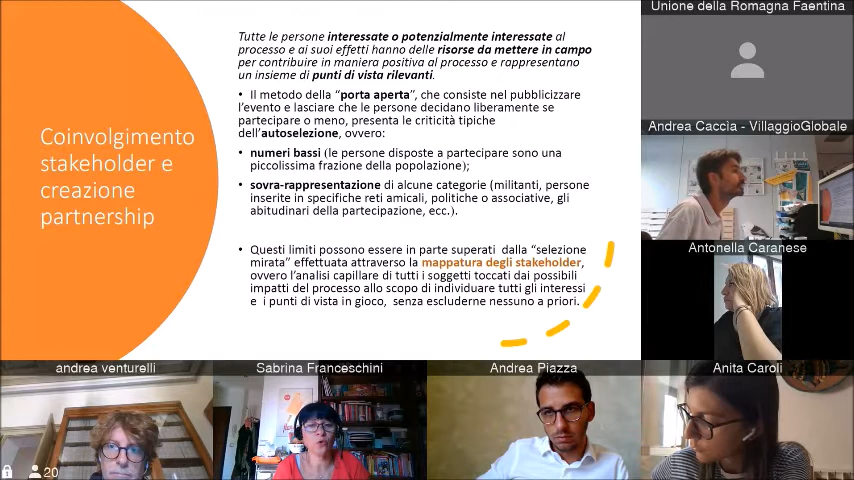 Coinvolgimento
stakeholder e
creazione
partnership
Tutte le persone interessate o potenzialmente interessate al
processo e ai suoi effetti hanno delle risorse da mettere in campo
per contribuire in maniera positiva al processo e rappresentano
un insieme di punti di vista rilevanti.
• Il metodo della “porta aperta”, che consiste nel pubblicizzare
l’evento e lasciare che le persone decidano liberamente se
partecipare o meno, presenta le criticità tipiche
dell’autoselezione, ovvero:
• numeri bassi (le persone disposte a partecipare sono una
piccolissima frazione della popolazione);
• sovra-rappresentazione di alcune categorie (militanti, persone
inserite in specifiche reti amicali, politiche o associative, gli
abitudinari della partecipazione, ecc.).
• Questi limiti possono essere in parte superati dalla “selezione
mirata” effettuata attraverso la mappatura degli stakeholder,
ovvero l’analisi capillare di tutti i soggetti toccati dai possibili
impatti del processo allo scopo di individuare tutti gli interessi
e i punti di vista in gioco, senza escluderne nessuno a priori.
Unione della Romagna Faentina
Andrea Caccìa - VillaggioGlobale
Antonella Caranese
andrea venturelli
Sabrina Franceschini
Andrea Piazza
Anita Caroli
20